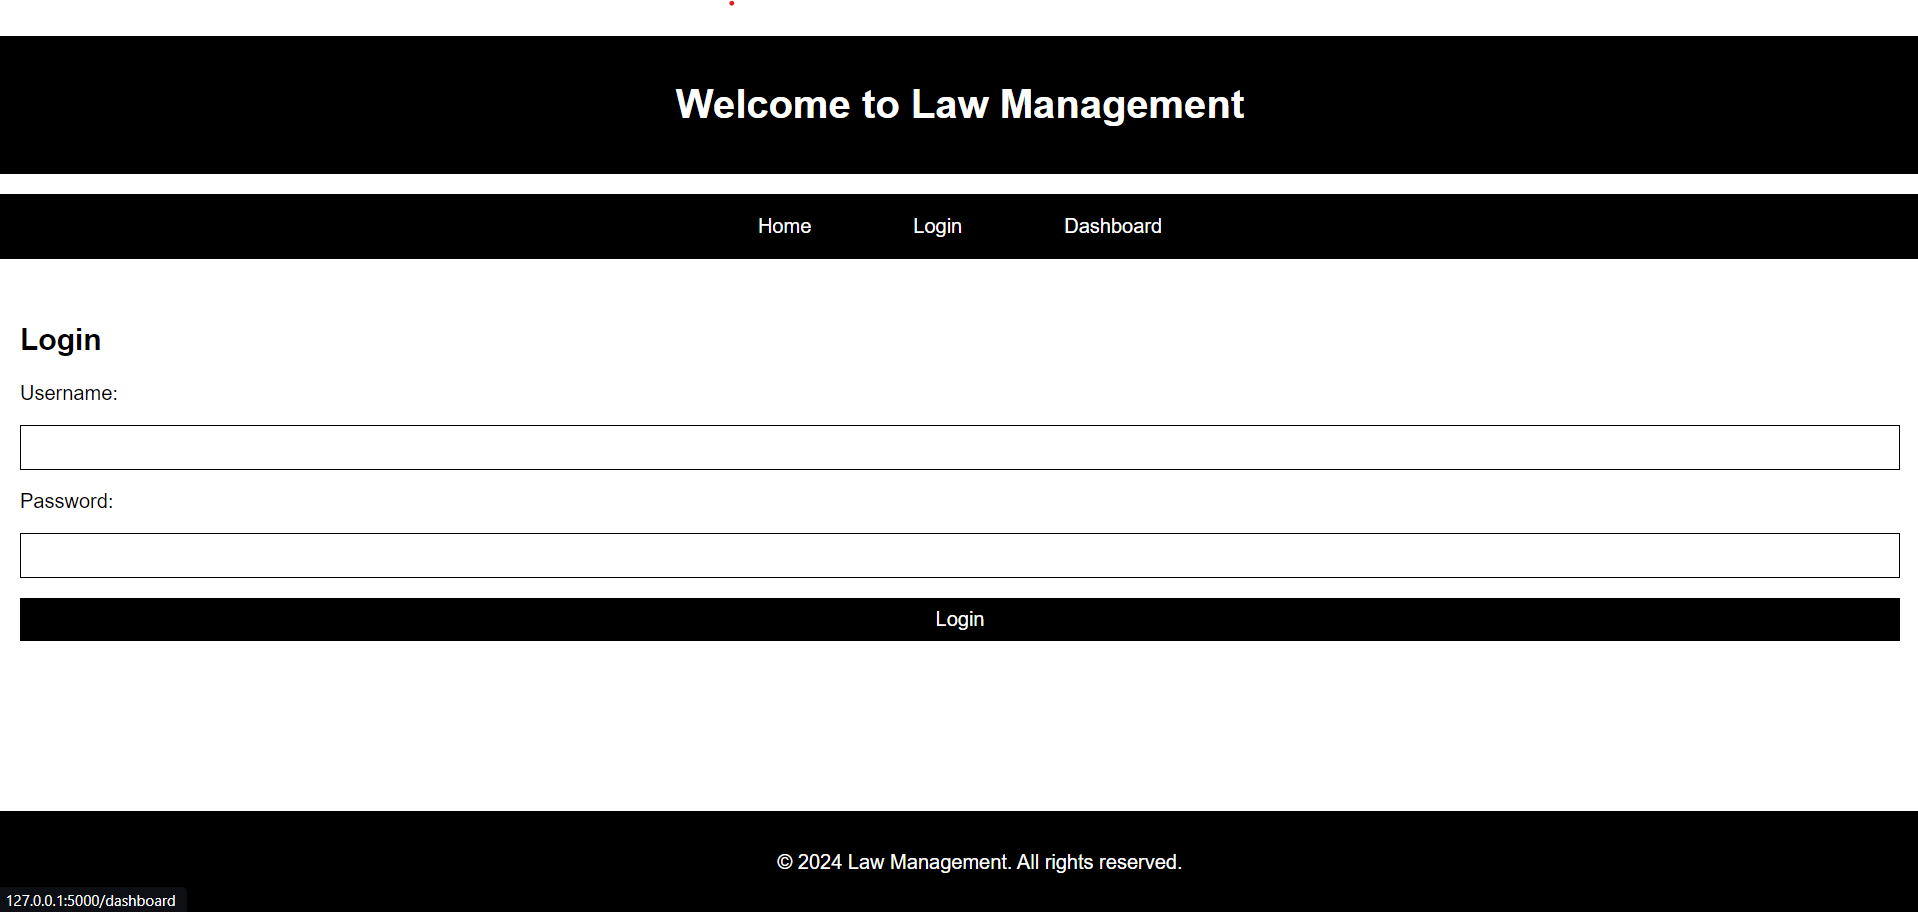 Welcome to Law Management
Home Login Dashboard
Login
Username:
Password:
Login
© 2024 Law Management. All rights reserved.
127.0.0.1:5000/dashboard